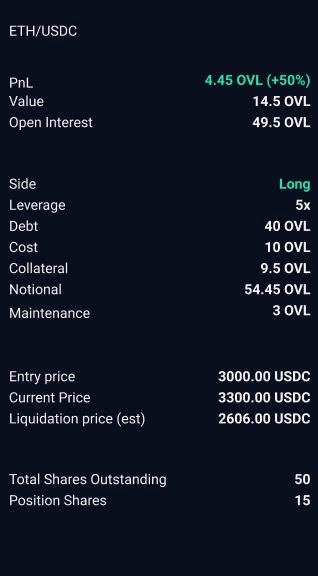 ETH/USDC
PnL 4.45 OVL (+50%)
Value 14.5 OVL
Open Interest 49.5 OVL
Side Long
Leverage 5x
Debt 40 OVL
Cost 10 OVL
Collateral 9.5 OVL
Notional 54.45 OVL
Maintenance 3 OVL
Entry price 3000.00 USDC
Current Price 3300.00 USDC
Liquidation price (est) 2606.00 USDC
Total Shares Outstanding 50
Position Shares 15